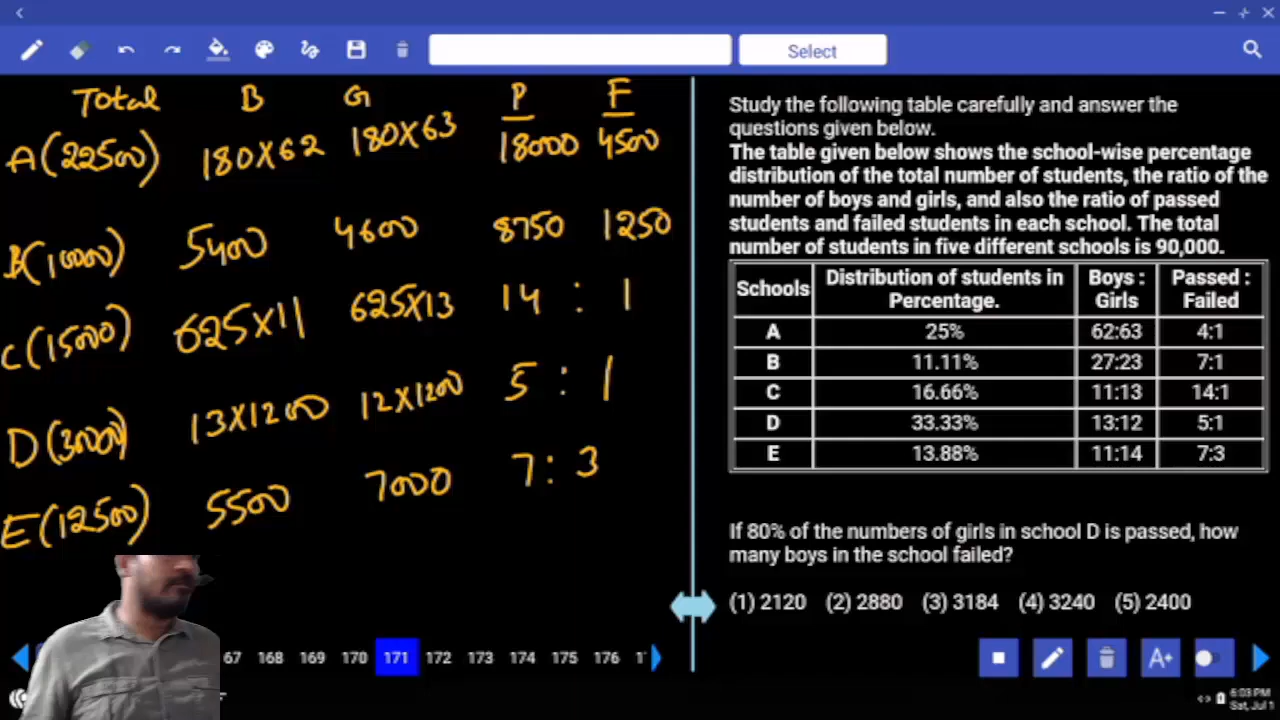 Select
Total B G P F
A(22500) 180X62 180X63 18000 4500
B(10000) 5400 4600 8750 1250
C(15000) 625X11 625X13 14 : 1
D(30000) 13X1200 12X1200 5 : 1
E(12500) 5500 7000 7:3
Study the following table carefully and answer the
questions given below.
The table given below shows the school-wise percentage
distribution of the total number of students, the ratio of the
number of boys and girls, and also the ratio of passed
students and failed students in each school. The total
number of students in five different schools is 90,000.
Schools Distribution of students in Percentage. Boys : Girls Passed : Failed
A 25% 62:63 4:1
B 11.11% 27:23 7:1
C 16.66% 11:13 14:1
D 33.33% 13:12 5:1
E 13.88% 11:14 7:3
If 80% of the numbers of girls in school D is passed, how
many boys in the school failed?
(1) 2120 (2) 2880 (3) 3184 (4) 3240 (5) 2400
67 168 169 170 171 172 173 174 175 176 1
A+
6:03 PM
Sat, Jul 1